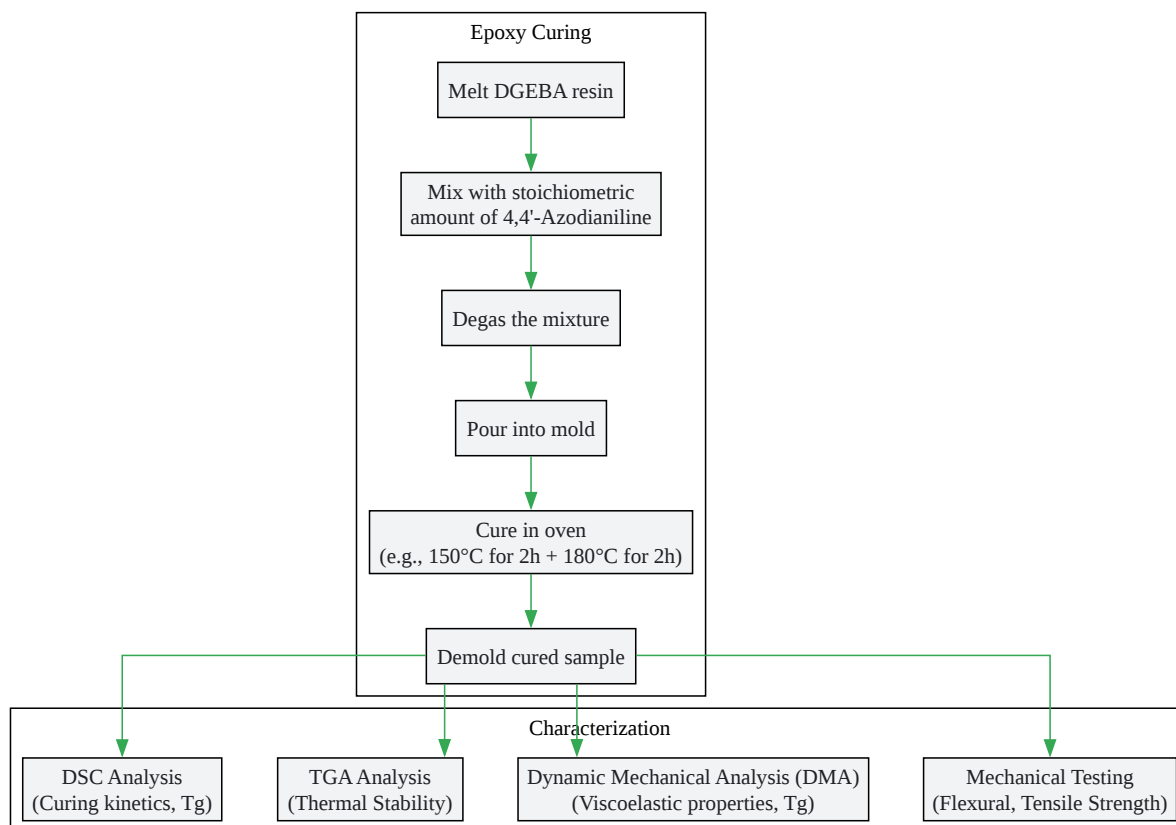 Epoxy Curing
Melt DGEBA resin
Mix with stoichiometric
amount of 4,4'-Azodianiline
Degas the mixture
Pour into mold
Cure in oven
(e.g., 150°C for 2h + 180°C for 2h)
Demold cured sample
Characterization
DSC Analysis
(Curing kinetics, Tg)
TGA Analysis
(Thermal Stability)
Dynamic Mechanical Analysis (DMA)
(Viscoelastic properties, Tg)
Mechanical Testing
(Flexural, Tensile Strength)